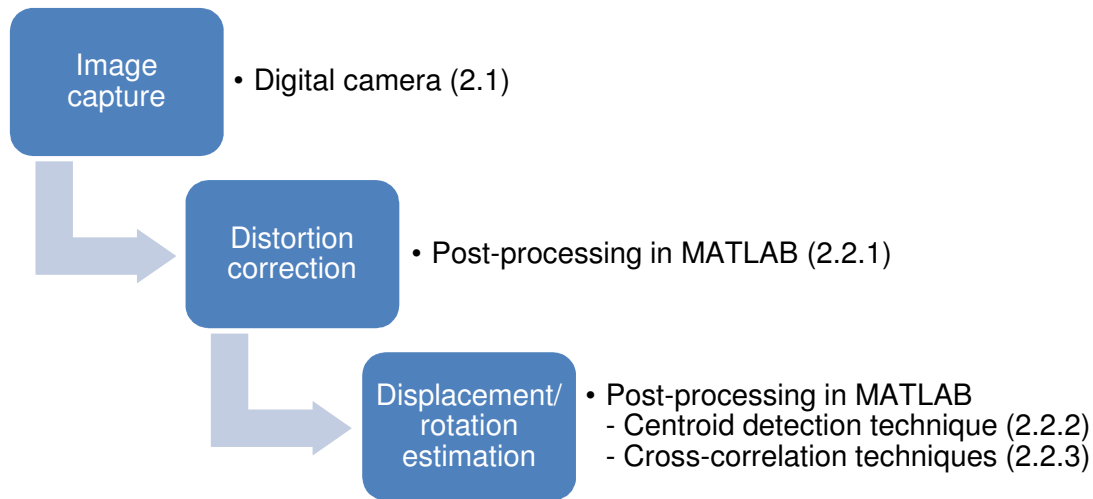 Image
capture
• Digital camera (2.1)
Distortion
correction
• Post-processing in MATLAB (2.2.1)
Displacement/
rotation
estimation
• Post-processing in MATLAB
- Centroid detection technique (2.2.2)
- Cross-correlation techniques (2.2.3)